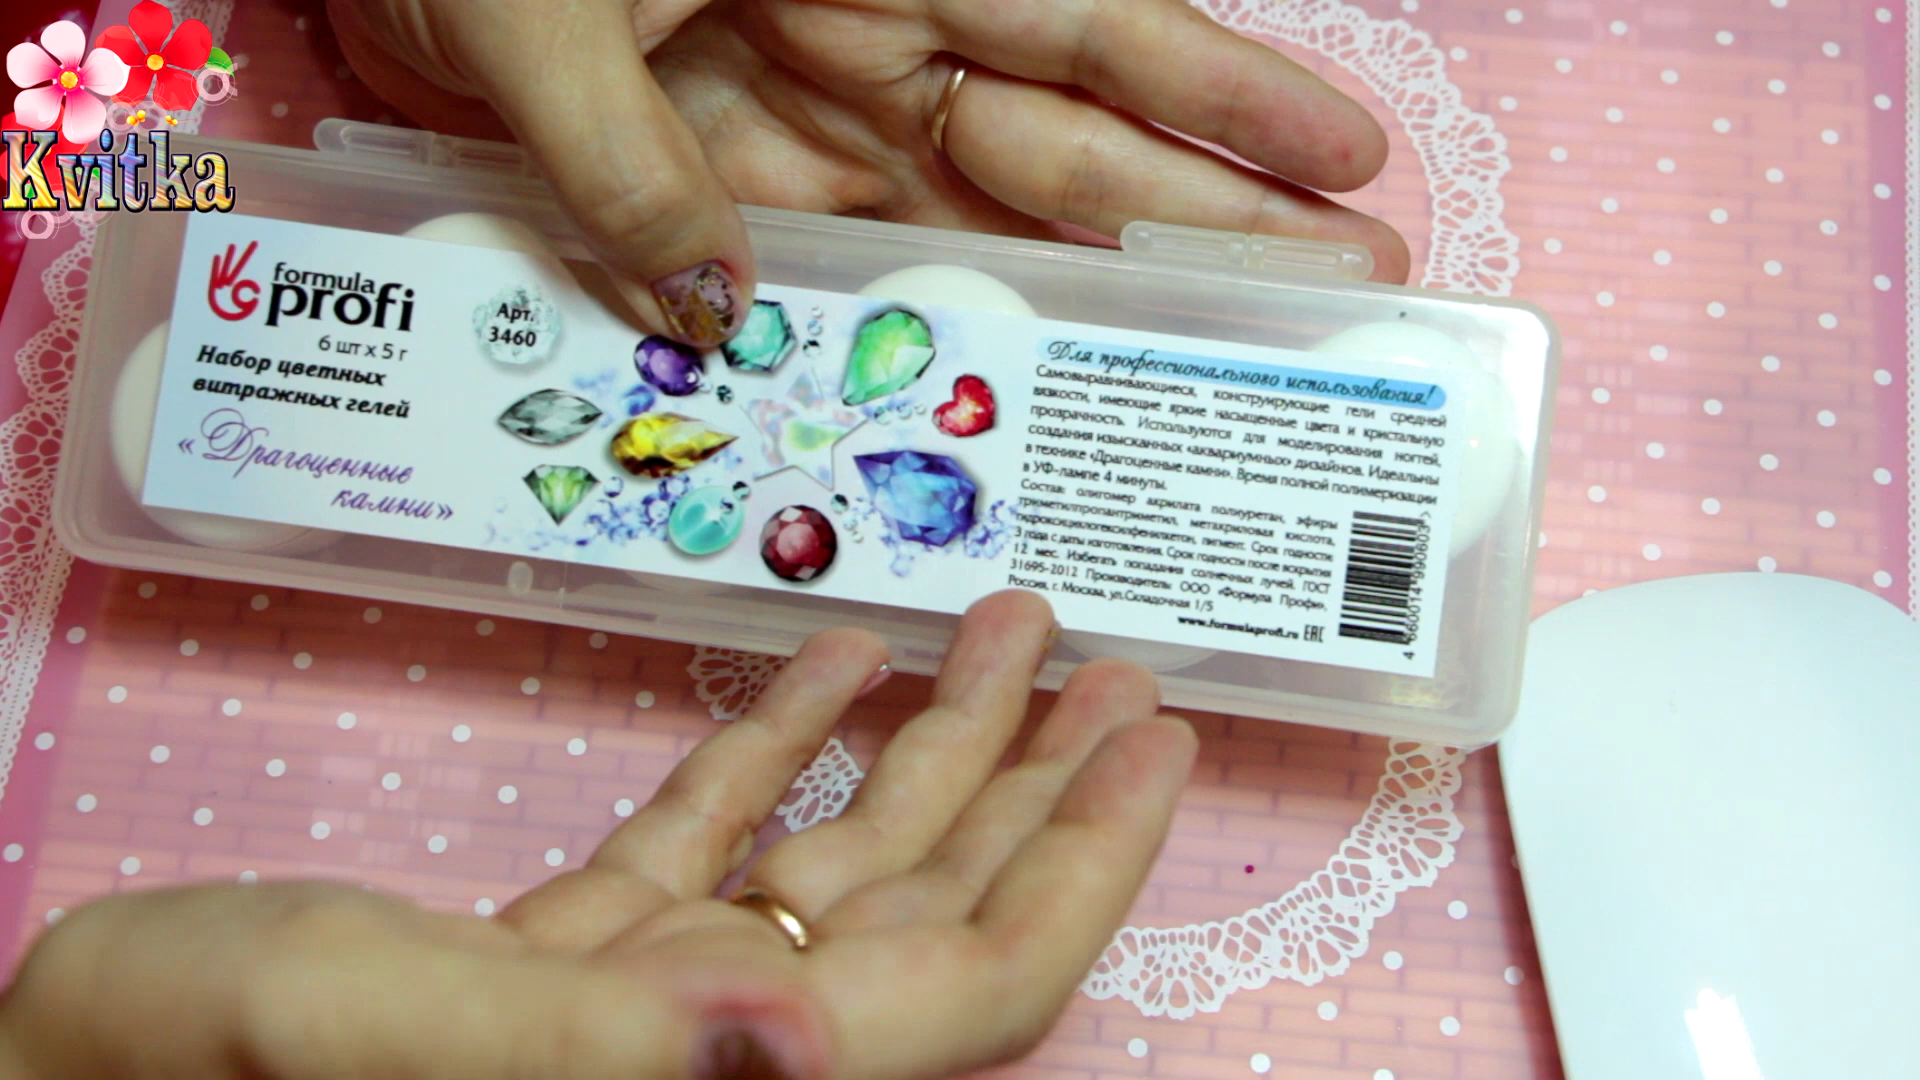 Kvitka
formula
profi
6 шт x 5 г
Набор цветных
витражных гелей
«Драгоценные
камни»
Арт.
3460
Для профессионального использования!
Самовыравнивающиеся, конструирующие гели средней
вязкости, имеющие яркие насыщенные цвета и кристальную
прозрачность. Используются для моделирования ногтей,
создания изысканных «аквариумных» дизайнов. Идеальны
в технике «Драгоценные камни». Время полной полимеризации
в УФ-лампе 4 минуты.
Состав: олигомер акрилата полиуретан, эфиры
триметилпропантриметил, метакриловая кислота,
гидроксициклогексилфенилкетон, пигмент. Срок годности
3 года с даты изготовления. Срок годности после вскрытия
12 мес. Избегать попадания солнечных лучей. ГОСТ
31695-2012 Производитель: ООО «Формула Профи»,
Россия, г. Москва, ул.Складочная 1/5
www.formulaprofi.ru EAC